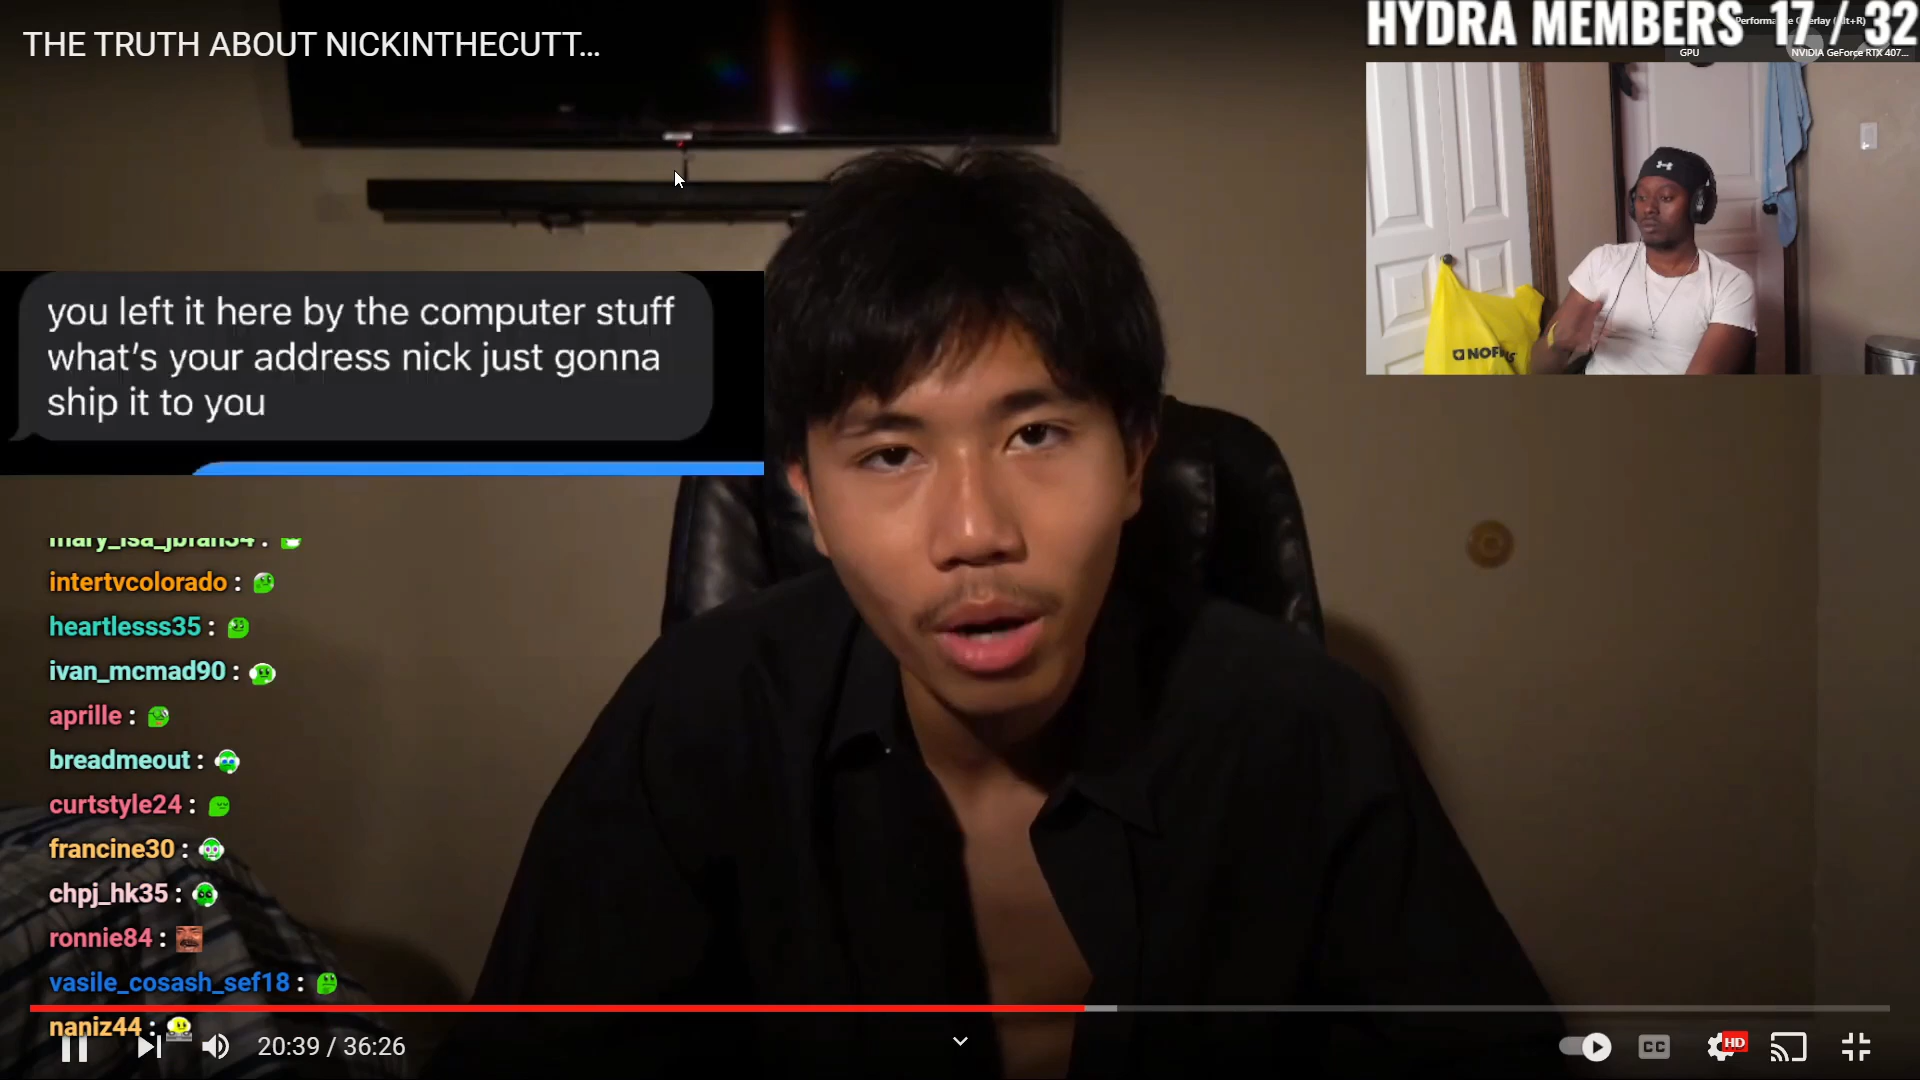 THE TRUTH ABOUT NICKINTHECUTT...
HYDRA MEMBERS 17 / 32
GPU
NVIDIA GeForce RTX 407...
you left it here by the computer stuff
what's your address nick just gonna
ship it to you
intertvcolorado :
heartlesss35 :
ivan_mcmad90 :
aprille :
breadmeout :
curtstyle24 :
francine30 :
chpj_hk35 :
ronnie84 :
vasile_cosash_sef18 :
naniz44 :
20:39 / 36:26
CC
HD